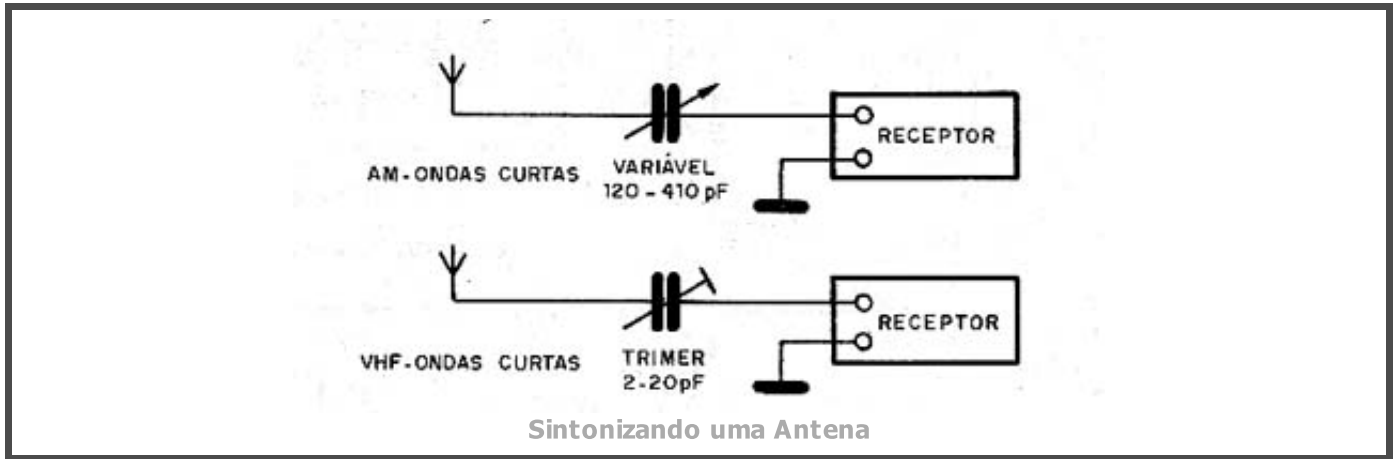 RECEPTOR
AM-ONDAS CURTAS
VARIÁVEL
120-410 pF
RECEPTOR
VHF-ONDAS CURTAS
TRIMER
2-20pF
Sintonizando uma Antena